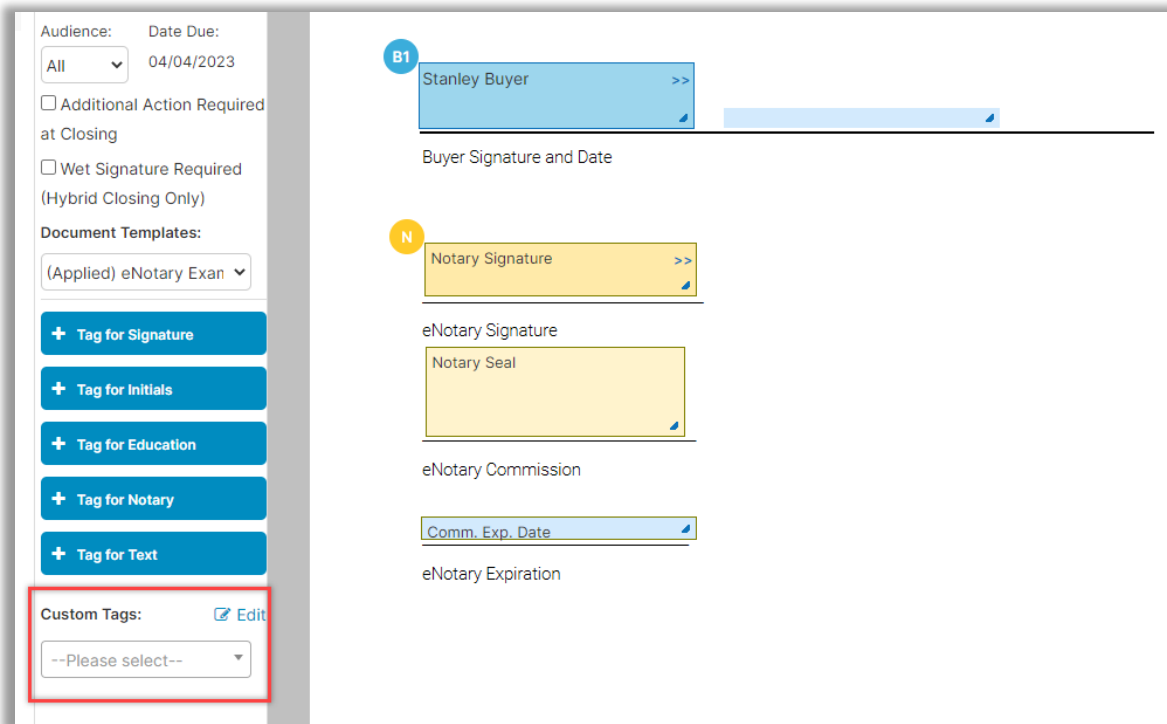 Audience: Date Due:
All 04/04/2023
Additional Action Required
at Closing
Wet Signature Required
(Hybrid Closing Only)
Document Templates:
(Applied) eNotary Exan
+ Tag for Signature
+ Tag for Initials
+ Tag for Education
+ Tag for Notary
+ Tag for Text
Custom Tags: Edit
--Please select--
B1
Stanley Buyer >>
Buyer Signature and Date
N
Notary Signature >>
eNotary Signature
Notary Seal
eNotary Commission
Comm. Exp. Date
eNotary Expiration